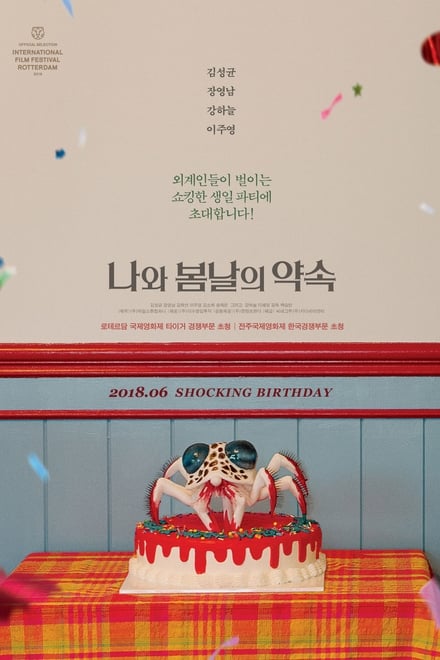 OFFICIAL SELECTION
INTERNATIONAL
FILM FESTIVAL
ROTTERDAM
2018
김성균
장영남
강하늘
이주영
외계인들이 벌이는
쇼킹한 생일 파티에
초대합니다!
나와 봄날의 약속
로테르담 국제영화제 타이거 경쟁부문 초청 | 전주국제영화제 한국경쟁부문 초청
2018.06 SHOCKING BIRTHDAY